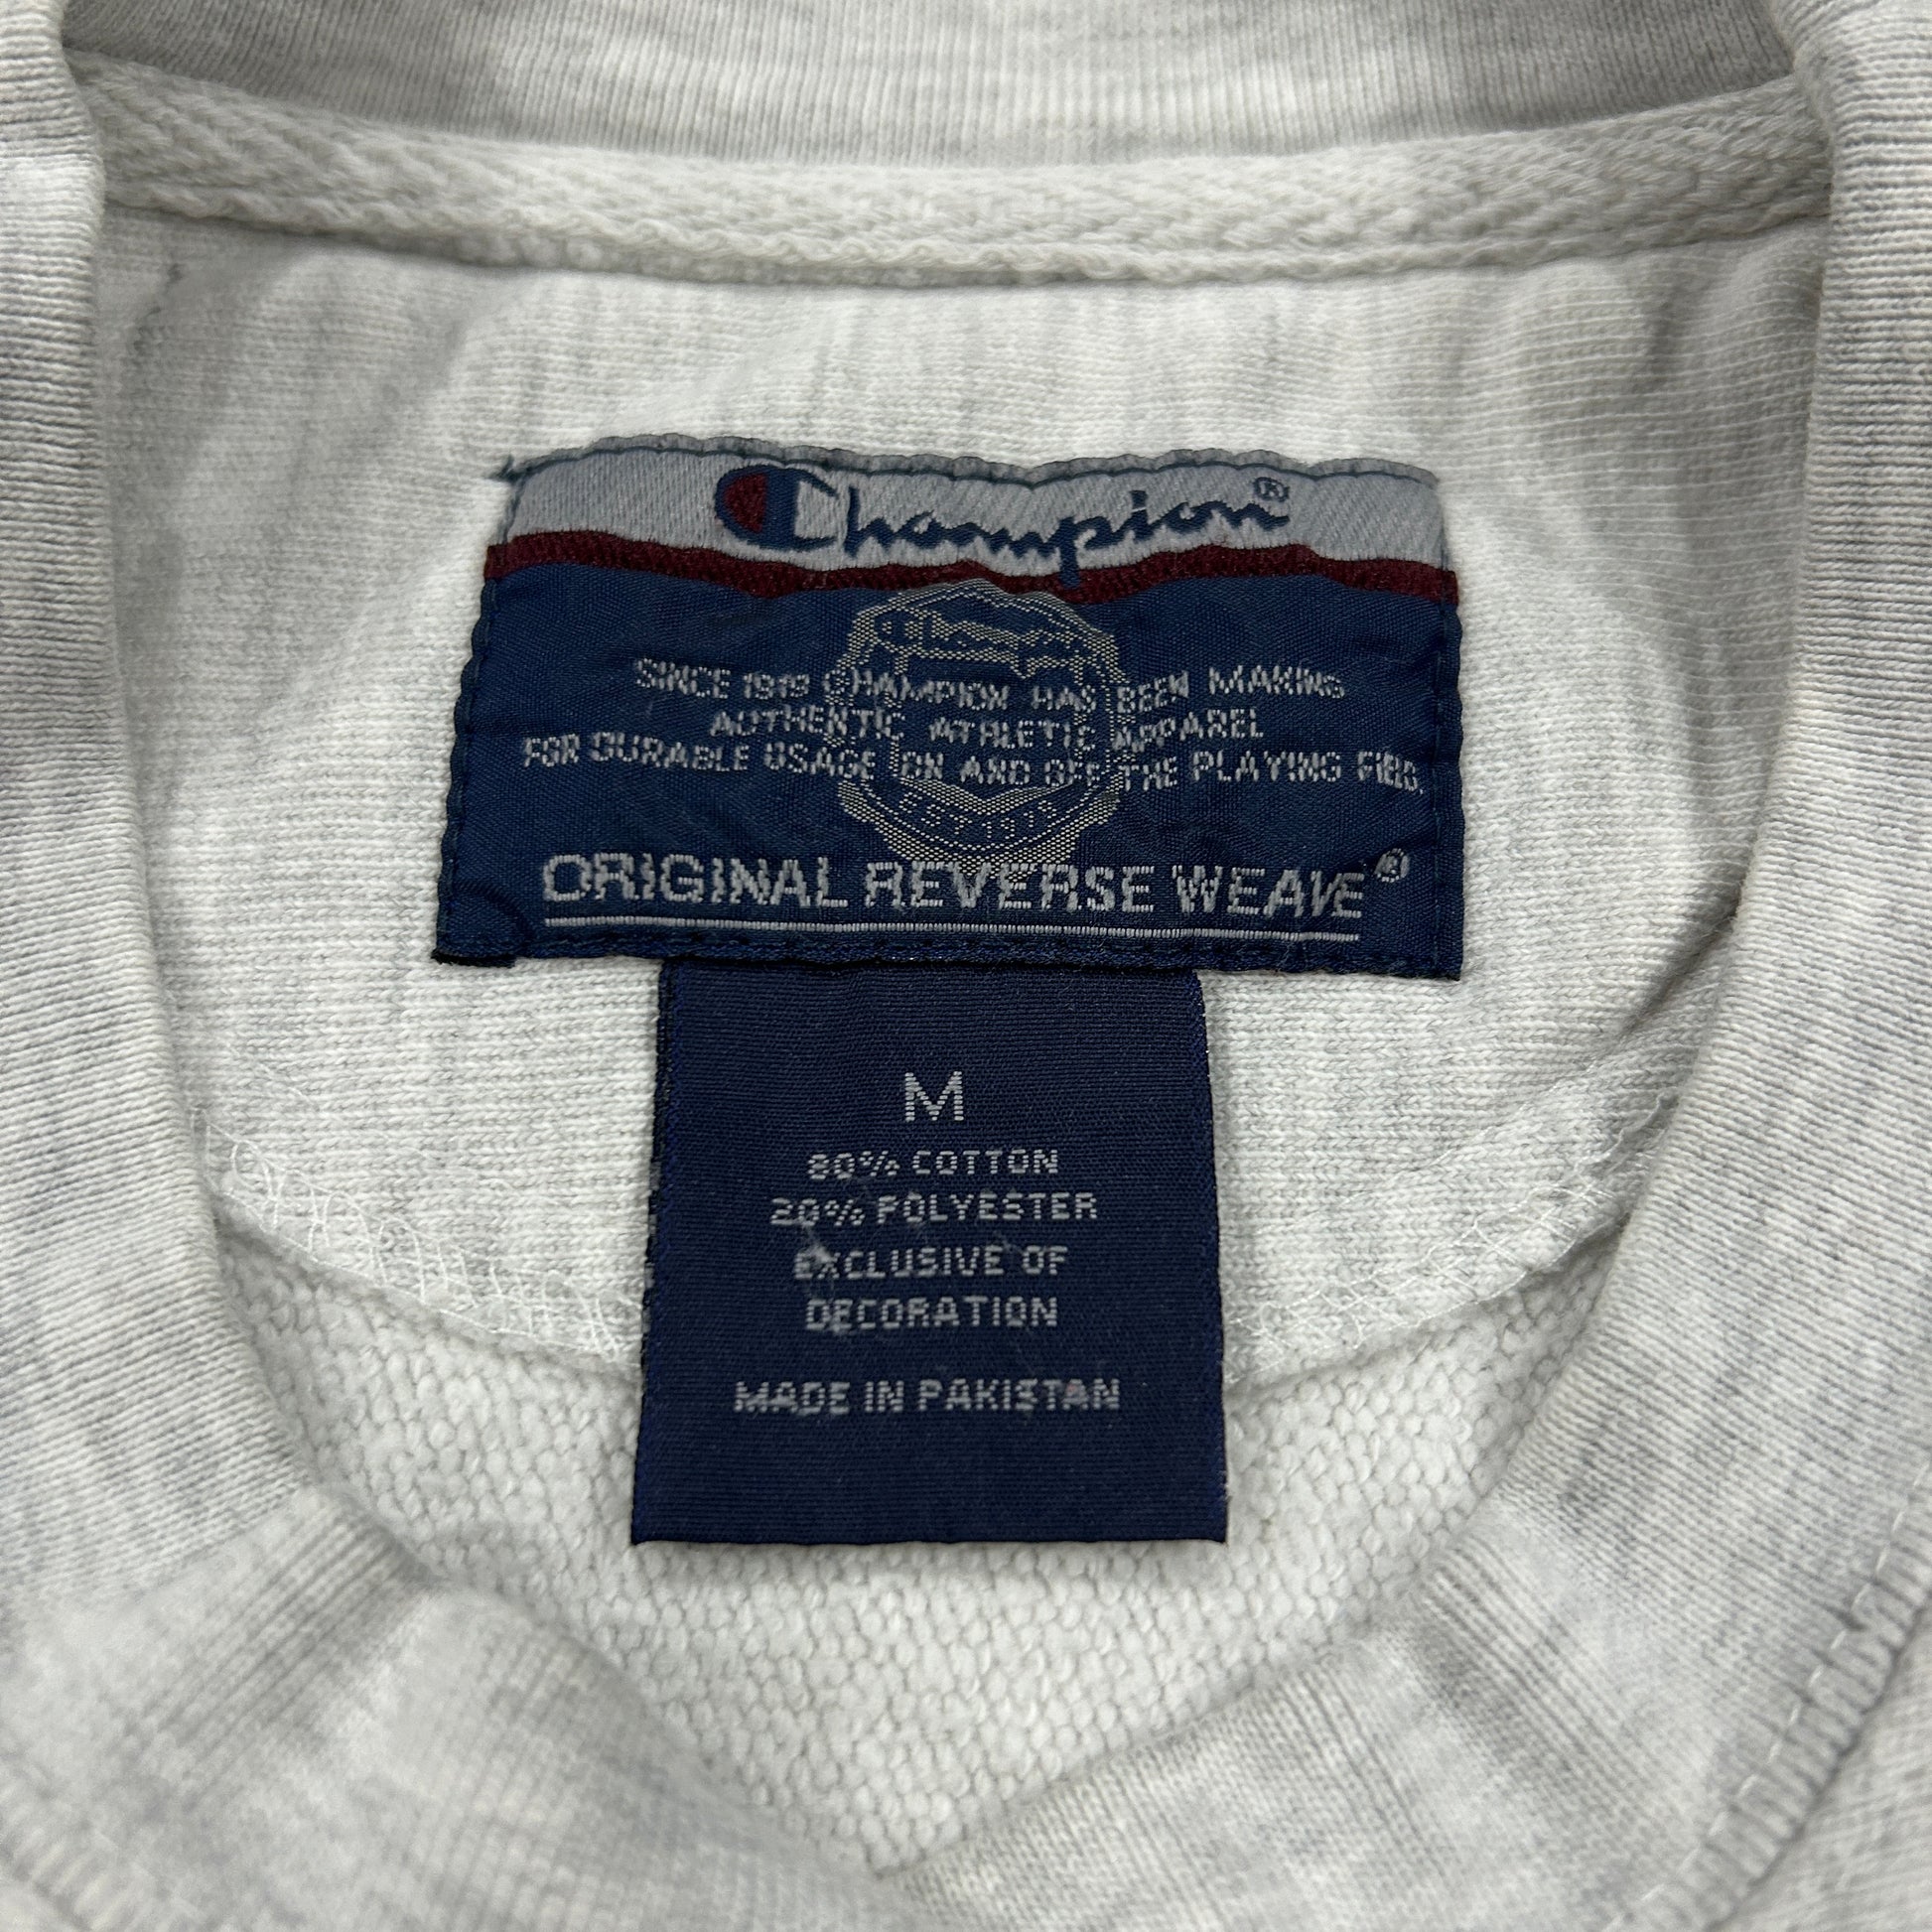 Champion®
SINCE 1919 CHAMPION HAS BEEN MAKING
AUTHENTIC ATHLETIC APPAREL
FOR DURABLE USAGE ON AND OFF THE PLAYING FIELD.
ORIGINAL REVERSE WEAVE®
M
80% COTTON
20% POLYESTER
EXCLUSIVE OF
DECORATION
MADE IN PAKISTAN